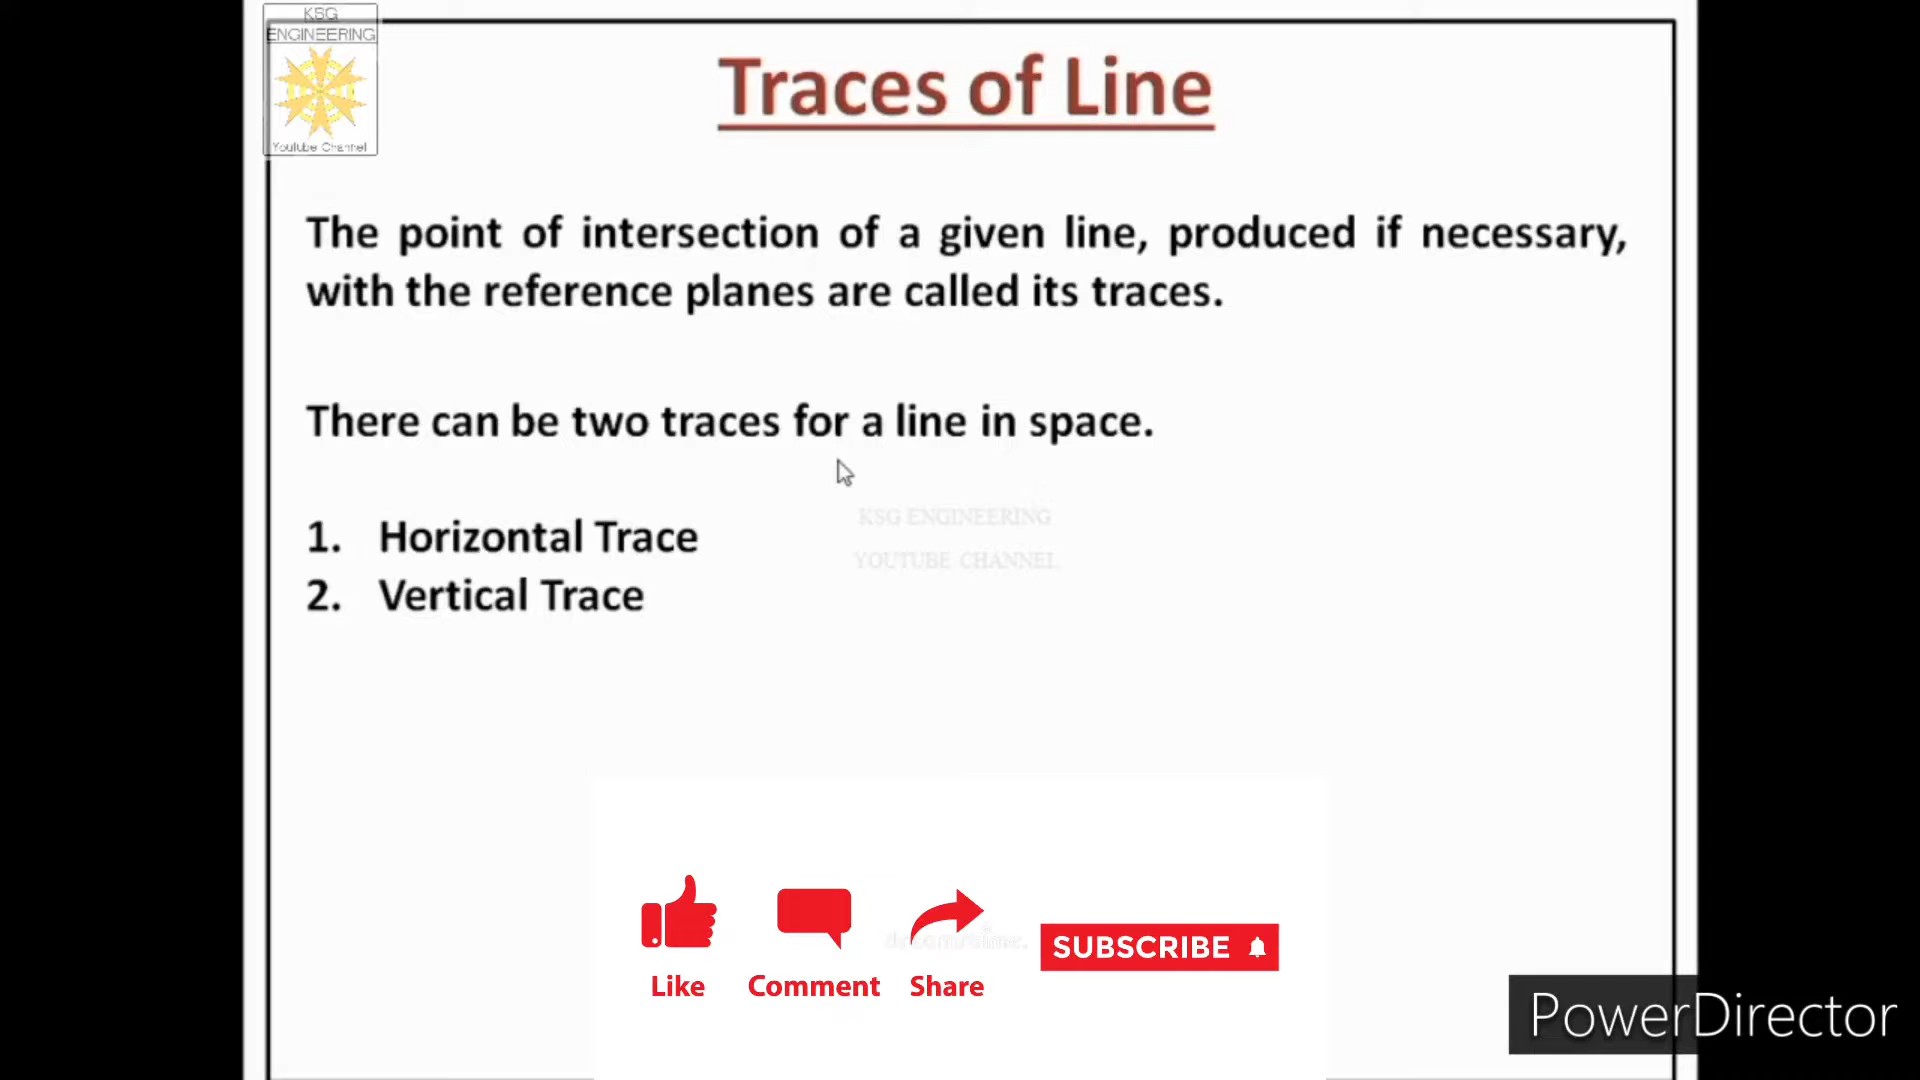 KSG
ENGINEERING
Youtube Channel
Traces of Line
The point of intersection of a given line, produced if necessary,
with the reference planes are called its traces.
There can be two traces for a line in space.
KSG ENGINEERING
YOUTUBE CHANNEL
1. Horizontal Trace
2. Vertical Trace
dreamstime.
SUBSCRIBE
Like Comment Share
PowerDirector